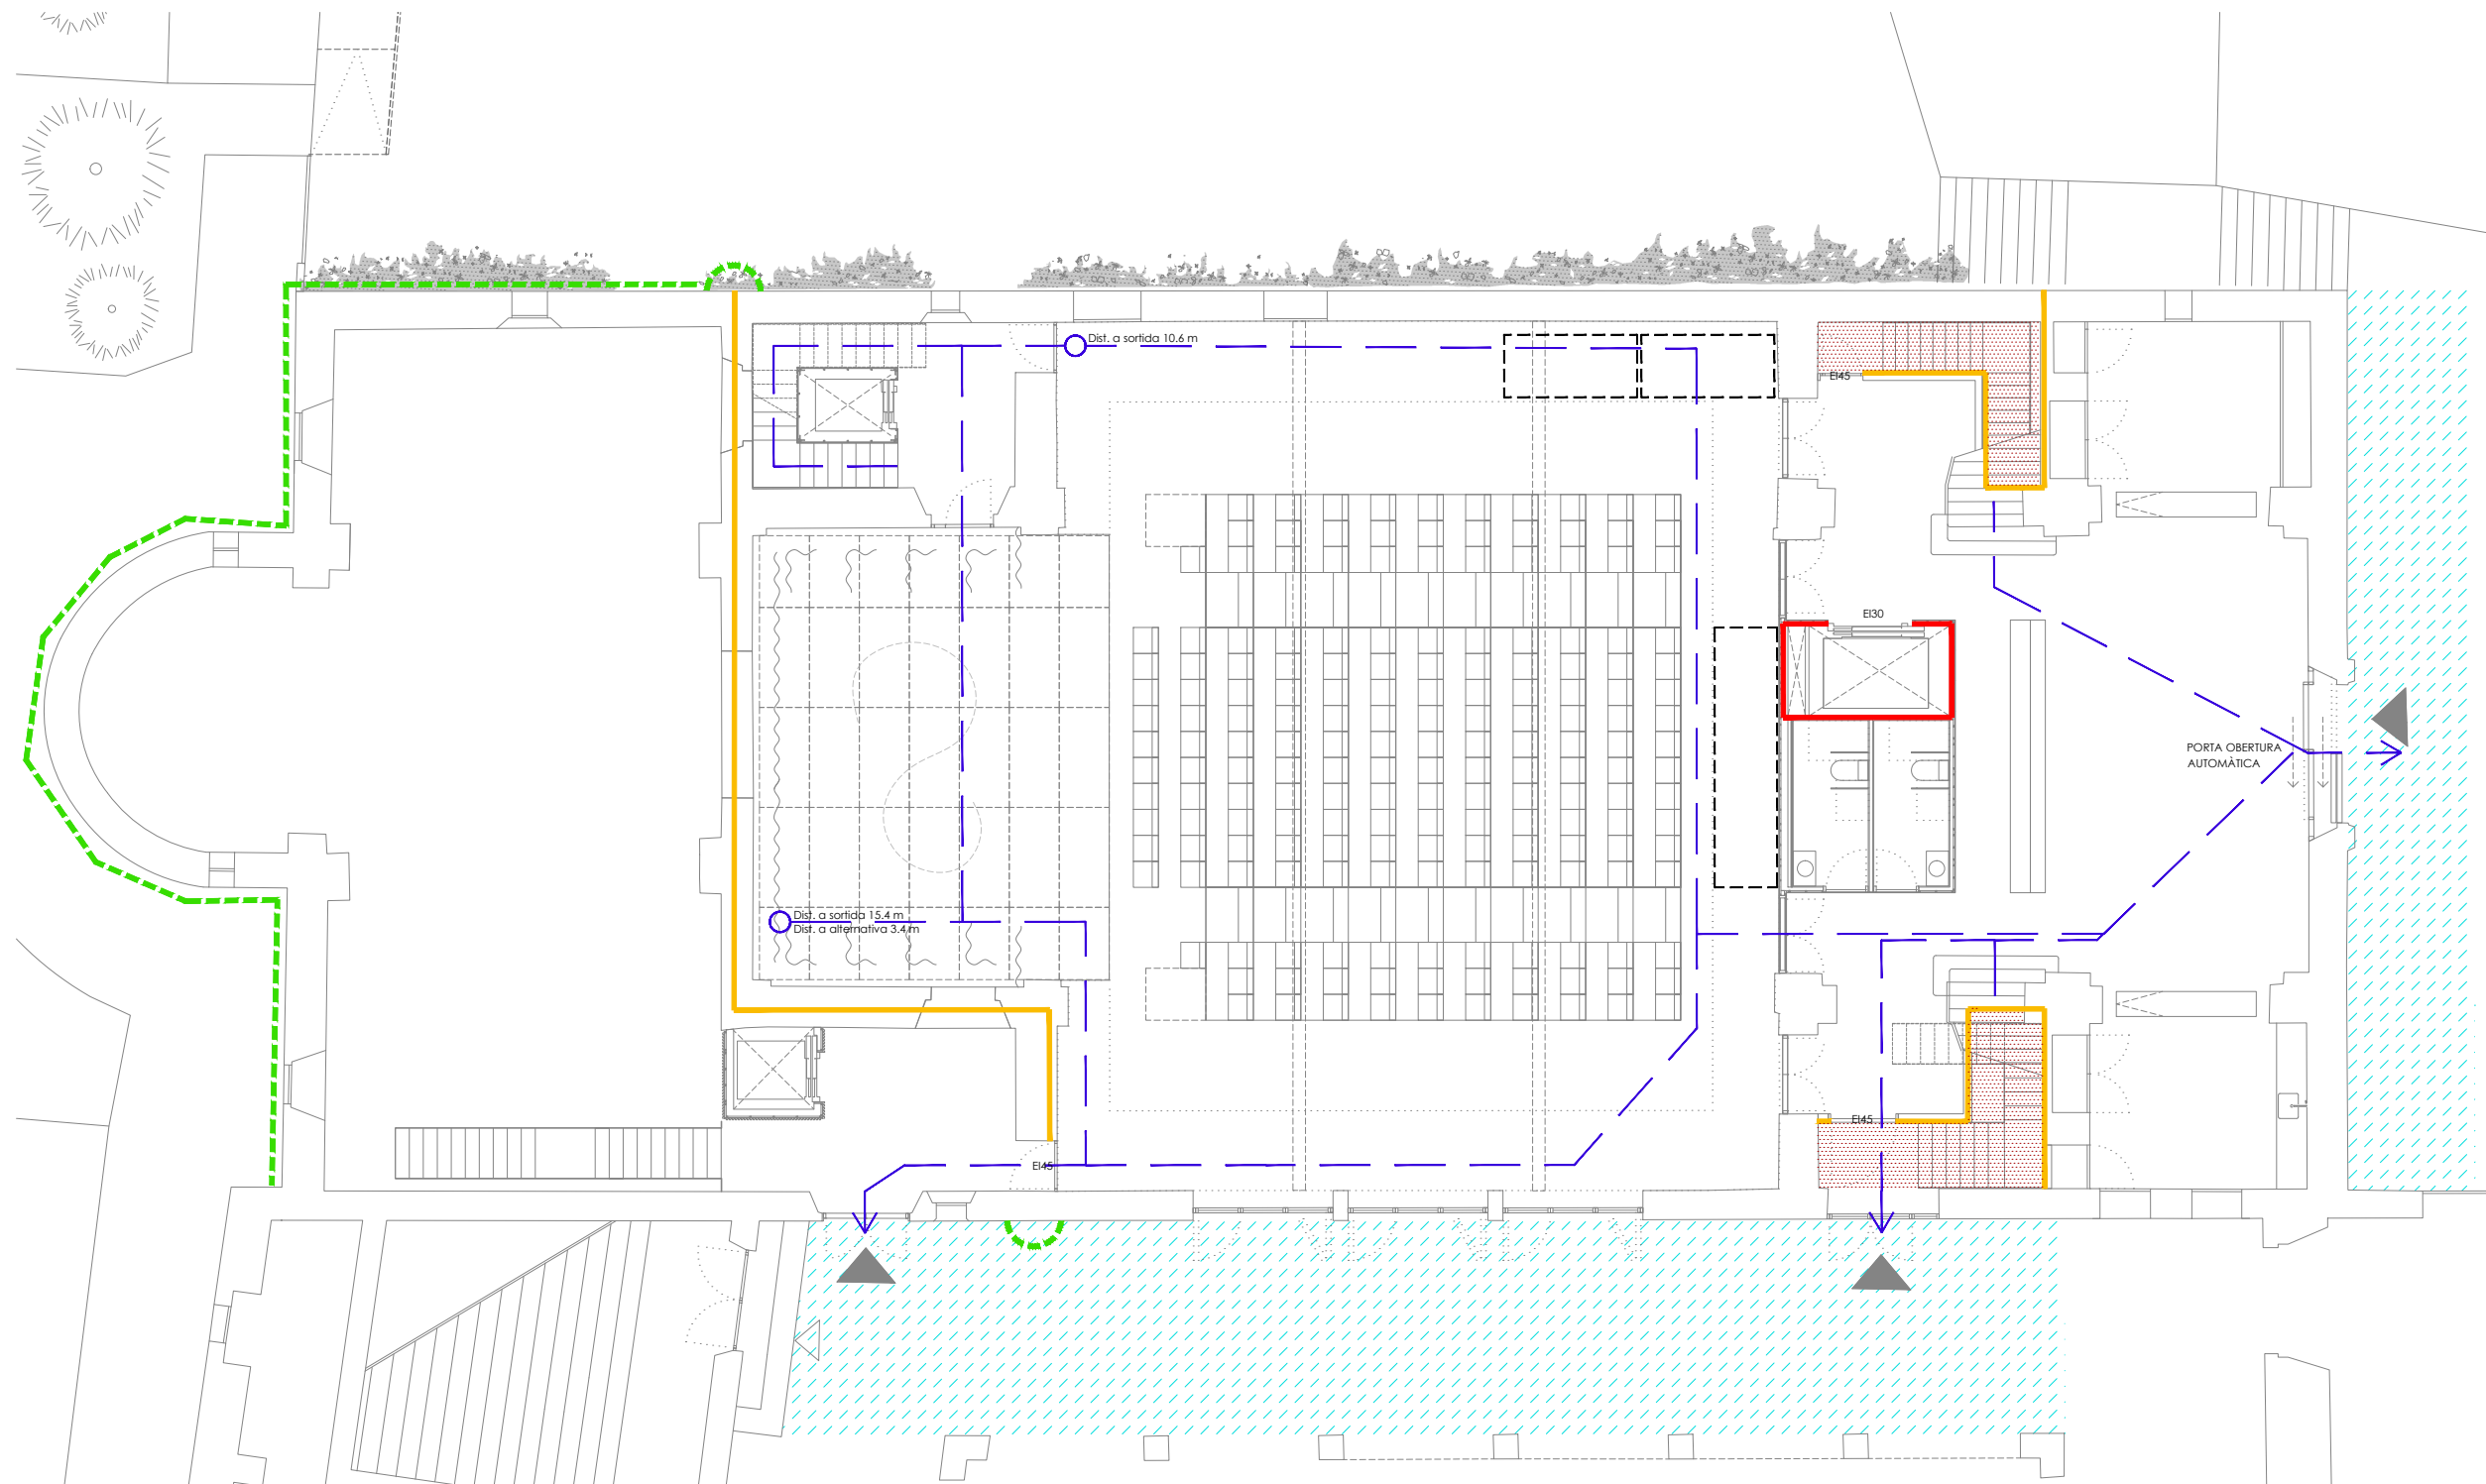 Dist. a sortida 10.6 m
EI45
EI30
PORTA OBERTURA
AUTOMÀTICA
Dist. a sortida 15.4 m
Dist. a alternativa 3.4 m
EI45
EI45